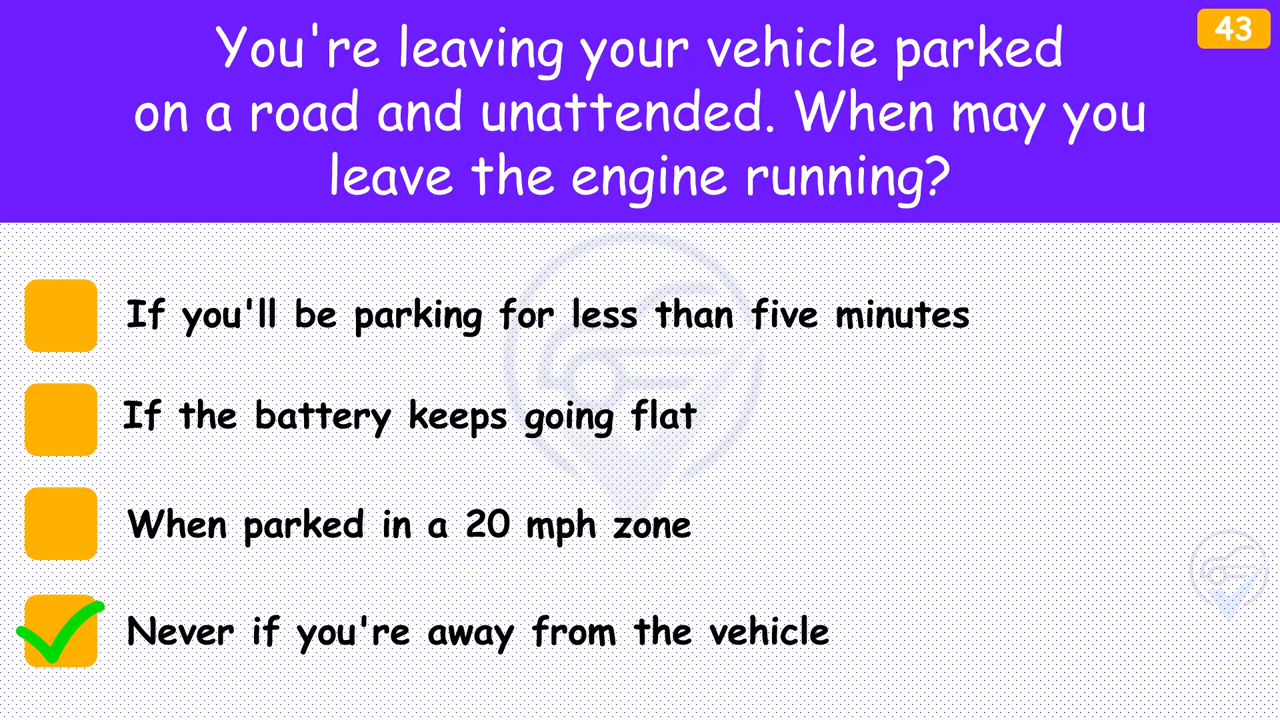 43
You're leaving your vehicle parked
on a road and unattended. When may you
leave the engine running?
If you'll be parking for less than five minutes
If the battery keeps going flat
When parked in a 20 mph zone
Never if you're away from the vehicle